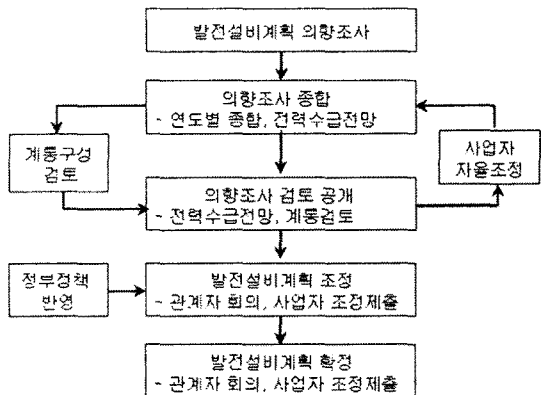 발전설비계획 의향조사
의향조사 종합
- 연도별 종합, 전력수급전망
계통구성
검토
사업자
자율조정
의향조사 검토 공개
- 전력수급전망, 계통검토
정부정책
반영
발전설비계획 조정
- 관계자 회의, 사업자 조정제출
발전설비계획 확정
- 관계자 회의, 사업자 조정제출